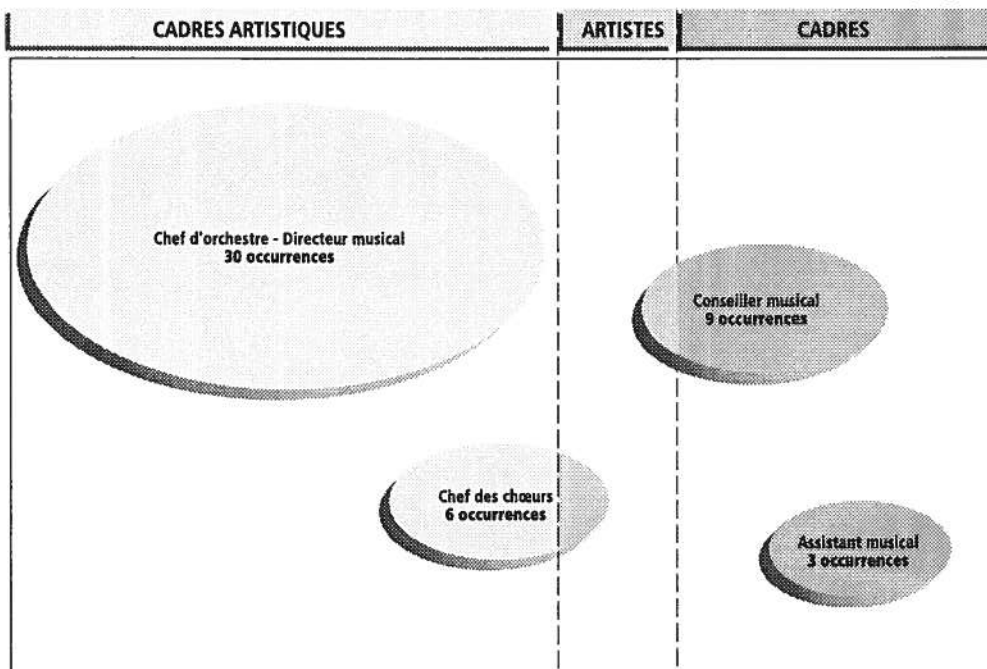 CADRES ARTISTIQUES
ARTISTES
CADRES
Chef d'orchestre - Directeur musical
30 occurrences
Conseiller musical
9 occurrences
Chef des chœurs
6 occurrences
Assistant musical
3 occurrences